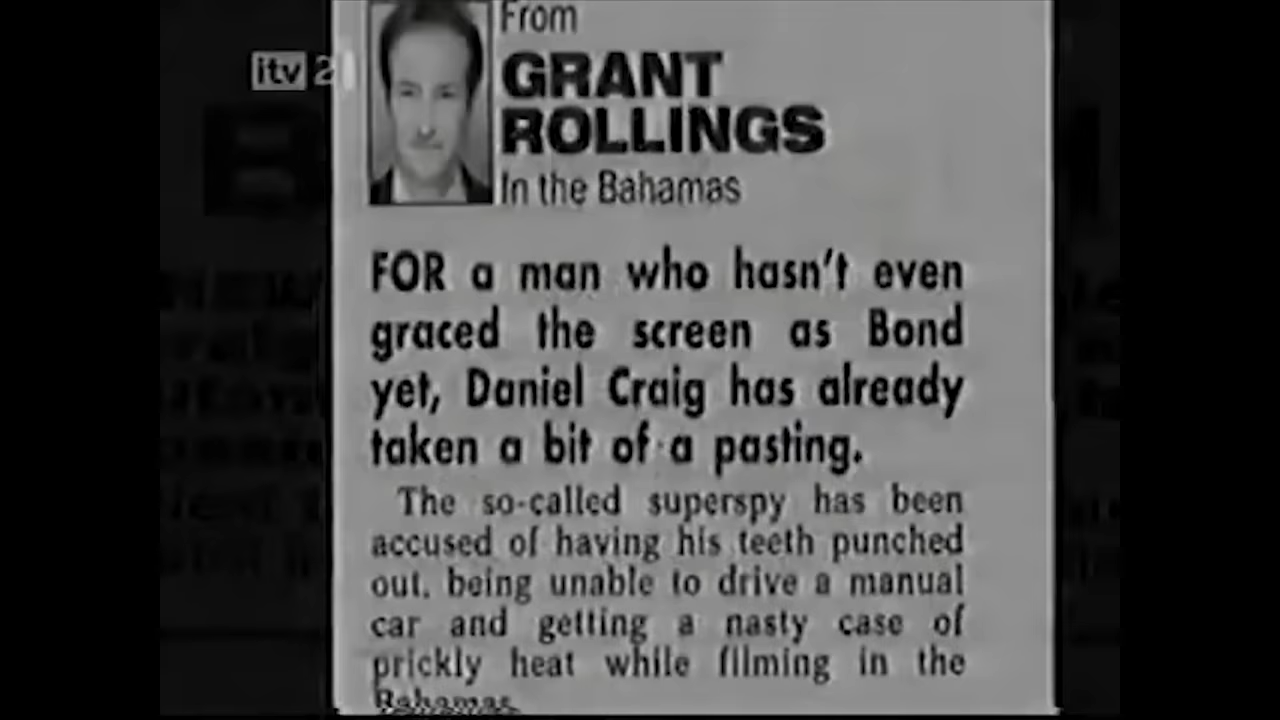 itv 2
From
GRANT
ROLLINGS
In the Bahamas
FOR a man who hasn't even
graced the screen as Bond
yet, Daniel Craig has already
taken a bit of a pasting.
The so-called superspy has been
accused of having his teeth punched
out, being unable to drive a manual
car and getting a nasty case of
prickly heat while filming in the
Bahamas.